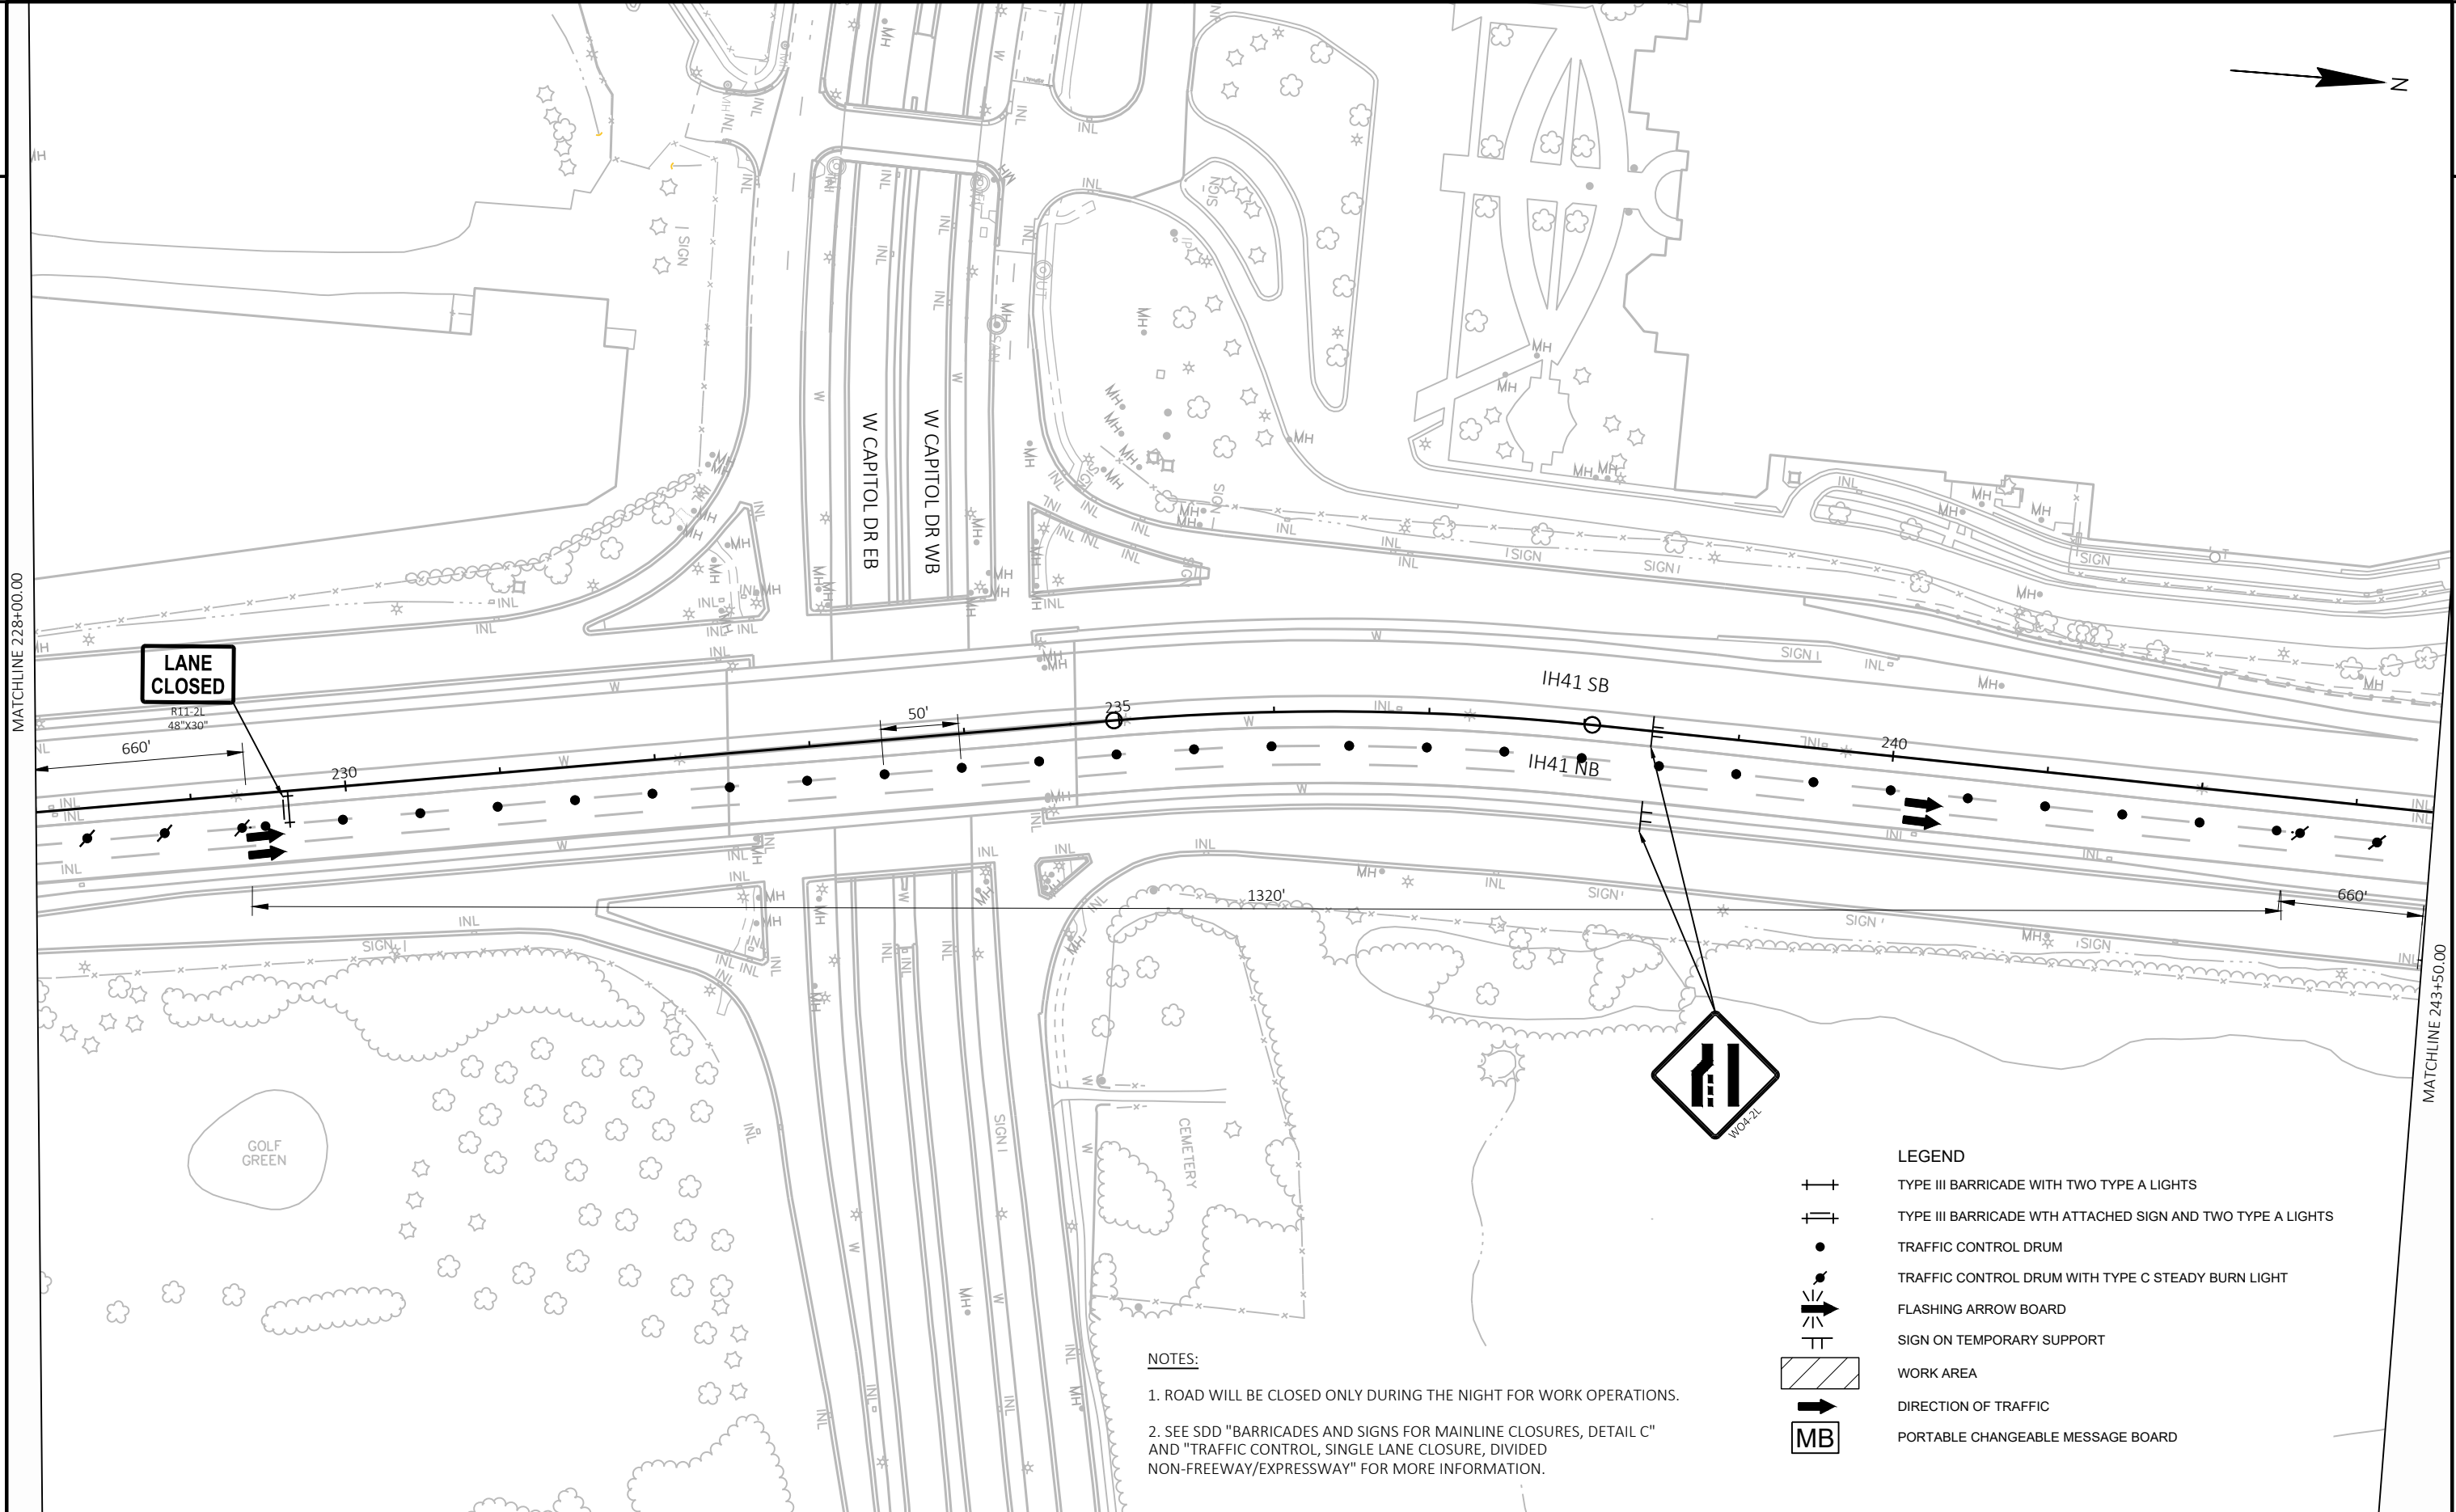 N
MATCHLINE 228+00.00
LANE
CLOSED
R11-2L
48"X30"
660'
230
50'
235
W CAPITOL DR EB
W CAPITOL DR WB
IH41 SB
IH41 NB
240
1320'
660'
MATCHLINE 243+50.00
WO4-2L
GOLF
GREEN
CEMETERY
INL
MH
SIGN
W
LEGEND
TYPE III BARRICADE WITH TWO TYPE A LIGHTS
TYPE III BARRICADE WTH ATTACHED SIGN AND TWO TYPE A LIGHTS
TRAFFIC CONTROL DRUM
TRAFFIC CONTROL DRUM WITH TYPE C STEADY BURN LIGHT
FLASHING ARROW BOARD
SIGN ON TEMPORARY SUPPORT
WORK AREA
DIRECTION OF TRAFFIC
MB PORTABLE CHANGEABLE MESSAGE BOARD
NOTES:
1. ROAD WILL BE CLOSED ONLY DURING THE NIGHT FOR WORK OPERATIONS.
2. SEE SDD "BARRICADES AND SIGNS FOR MAINLINE CLOSURES, DETAIL C"
AND "TRAFFIC CONTROL, SINGLE LANE CLOSURE, DIVIDED
NON-FREEWAY/EXPRESSWAY" FOR MORE INFORMATION.